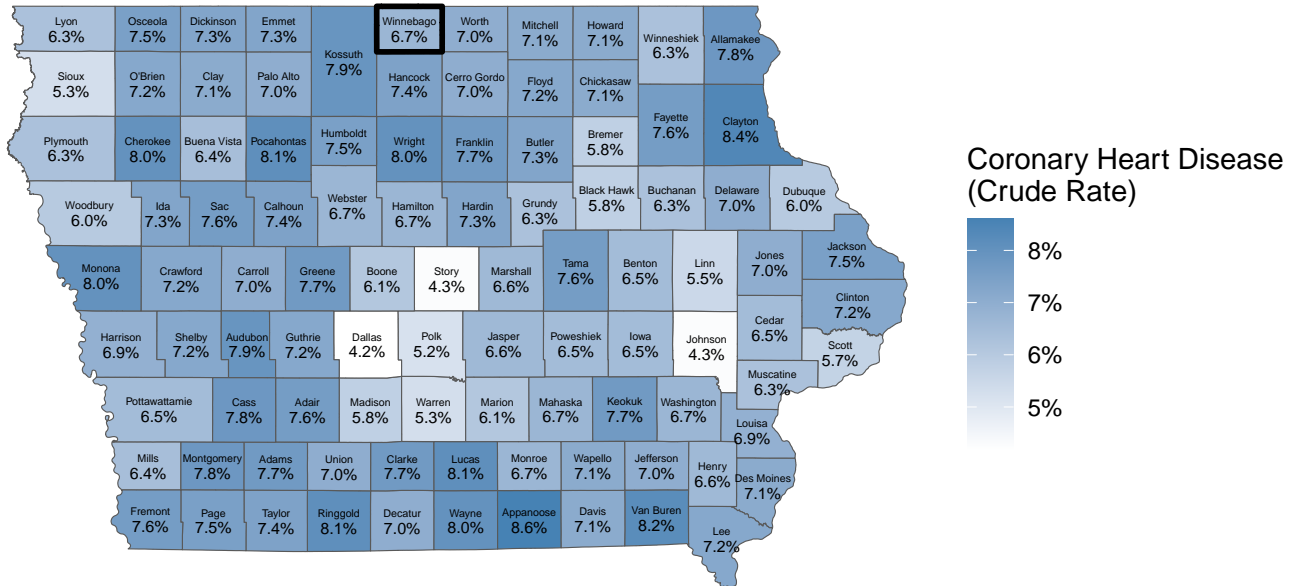 Lyon
6.3%
Osceola
7.5%
Dickinson
7.3%
Emmet
7.3%
Winnebago
6.7%
Worth
7.0%
Mitchell
7.1%
Howard
7.1%
Winneshiek
6.3%
Allamakee
7.8%
Kossuth
7.9%
Sioux
5.3%
O'Brien
7.2%
Clay
7.1%
Palo Alto
7.0%
Hancock
7.4%
Cerro Gordo
7.0%
Floyd
7.2%
Chickasaw
7.1%
Fayette
7.6%
Clayton
8.4%
Plymouth
6.3%
Cherokee
8.0%
Buena Vista
6.4%
Pocahontas
8.1%
Humboldt
7.5%
Wright
8.0%
Franklin
7.7%
Butler
7.3%
Bremer
5.8%
Woodbury
6.0%
Ida
7.3%
Sac
7.6%
Calhoun
7.4%
Webster
6.7%
Hamilton
6.7%
Hardin
7.3%
Grundy
6.3%
Black Hawk
5.8%
Buchanan
6.3%
Delaware
7.0%
Dubuque
6.0%
Monona
8.0%
Crawford
7.2%
Carroll
7.0%
Greene
7.7%
Boone
6.1%
Story
4.3%
Marshall
6.6%
Tama
7.6%
Benton
6.5%
Linn
5.5%
Jones
7.0%
Jackson
7.5%
Clinton
7.2%
Harrison
6.9%
Shelby
7.2%
Audubon
7.9%
Guthrie
7.2%
Dallas
4.2%
Polk
5.2%
Jasper
6.6%
Poweshiek
6.5%
Iowa
6.5%
Johnson
4.3%
Cedar
6.5%
Scott
5.7%
Muscatine
6.3%
Pottawattamie
6.5%
Cass
7.8%
Adair
7.6%
Madison
5.8%
Warren
5.3%
Marion
6.1%
Mahaska
6.7%
Keokuk
7.7%
Washington
6.7%
Louisa
6.9%
Mills
6.4%
Montgomery
7.8%
Adams
7.7%
Union
7.0%
Clarke
7.7%
Lucas
8.1%
Monroe
6.7%
Wapello
7.1%
Jefferson
7.0%
Henry
6.6%
Des Moines
7.1%
Fremont
7.6%
Page
7.5%
Taylor
7.4%
Ringgold
8.1%
Decatur
7.0%
Wayne
8.0%
Appanoose
8.6%
Davis
7.1%
Van Buren
8.2%
Lee
7.2%
Coronary Heart Disease
(Crude Rate)
8%
7%
6%
5%